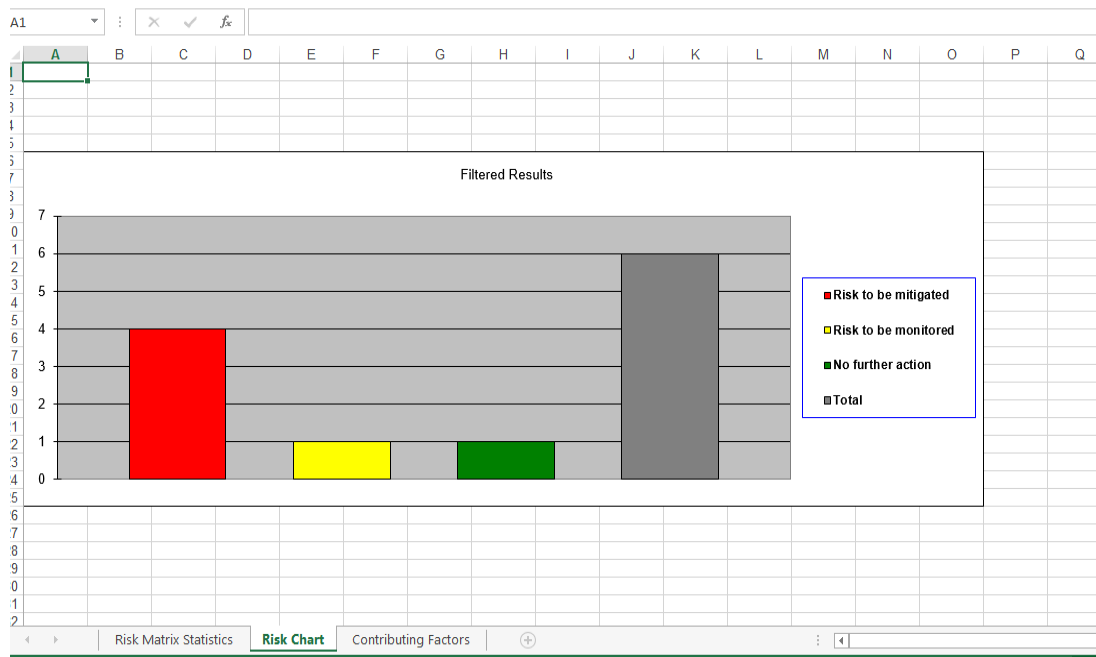 A1
fx
A B C D E F G H I J K L M N O P Q
Filtered Results
7
6
5
4
3
2
1
0
Risk to be mitigated
Risk to be monitored
No further action
Total
Risk Matrix Statistics Risk Chart Contributing Factors